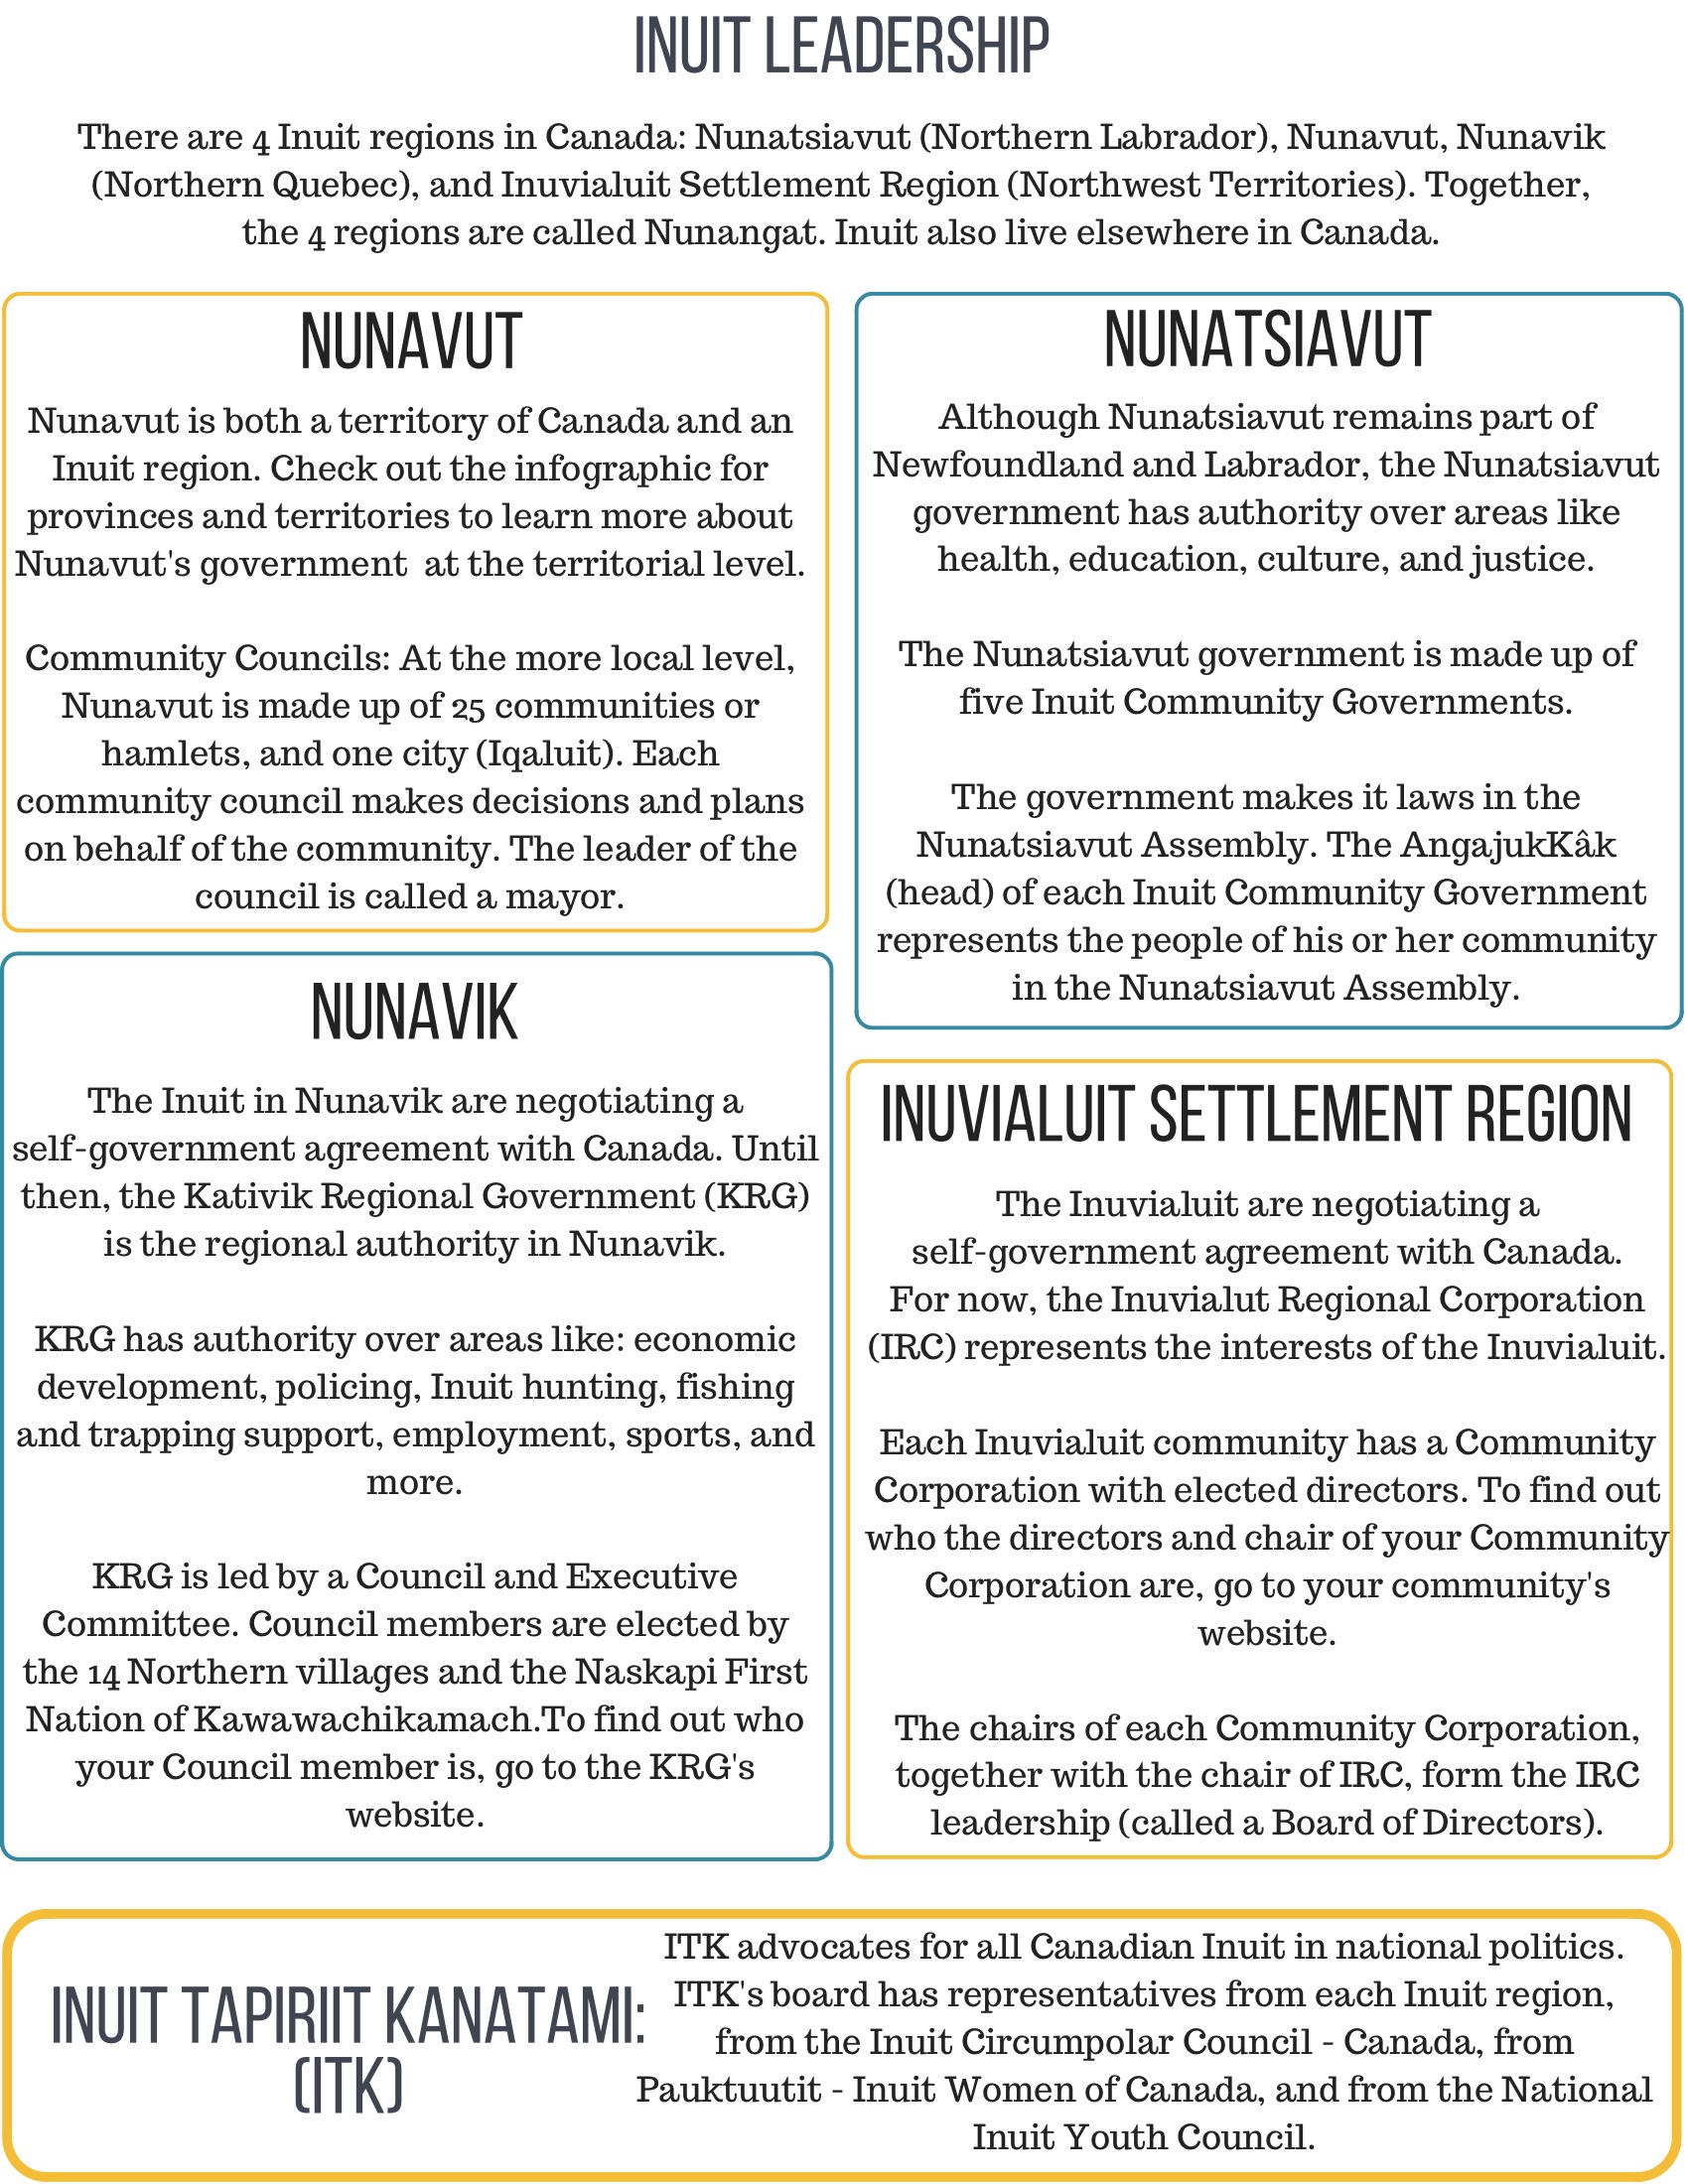 INUIT LEADERSHIP
There are 4 Inuit regions in Canada: Nunatsiavut (Northern Labrador), Nunavut, Nunavik
(Northern Quebec), and Inuvialuit Settlement Region (Northwest Territories). Together,
the 4 regions are called Nunangat. Inuit also live elsewhere in Canada.
NUNAVUT
Nunavut is both a territory of Canada and an
Inuit region. Check out the infographic for
provinces and territories to learn more about
Nunavut's government  at the territorial level.
Community Councils: At the more local level,
Nunavut is made up of 25 communities or
hamlets, and one city (Iqaluit). Each
community council makes decisions and plans
on behalf of the community. The leader of the
council is called a mayor.
NUNATSIAVUT
Although Nunatsiavut remains part of
Newfoundland and Labrador, the Nunatsiavut
government has authority over areas like
health, education, culture, and justice.
The Nunatsiavut government is made up of
five Inuit Community Governments.
The government makes it laws in the
Nunatsiavut Assembly. The AngajukKâk
(head) of each Inuit Community Government
represents the people of his or her community
in the Nunatsiavut Assembly.
NUNAVIK
The Inuit in Nunavik are negotiating a
self-government agreement with Canada. Until
then, the Kativik Regional Government (KRG)
is the regional authority in Nunavik.
KRG has authority over areas like: economic
development, policing, Inuit hunting, fishing
and trapping support, employment, sports, and
more.
KRG is led by a Council and Executive
Committee. Council members are elected by
the 14 Northern villages and the Naskapi First
Nation of Kawawachikamach.To find out who
your Council member is, go to the KRG's
website.
INUVIALUIT SETTLEMENT REGION
The Inuvialuit are negotiating a
self-government agreement with Canada.
For now, the Inuvialut Regional Corporation
(IRC) represents the interests of the Inuvialuit.
Each Inuvialuit community has a Community
Corporation with elected directors. To find out
who the directors and chair of your Community
Corporation are, go to your community's
website.
The chairs of each Community Corporation,
together with the chair of IRC, form the IRC
leadership (called a Board of Directors).
INUIT TAPIRIIT KANATAMI:
(ITK)
ITK advocates for all Canadian Inuit in national politics.
ITK's board has representatives from each Inuit region,
from the Inuit Circumpolar Council - Canada, from
Pauktuutit - Inuit Women of Canada, and from the National
Inuit Youth Council.